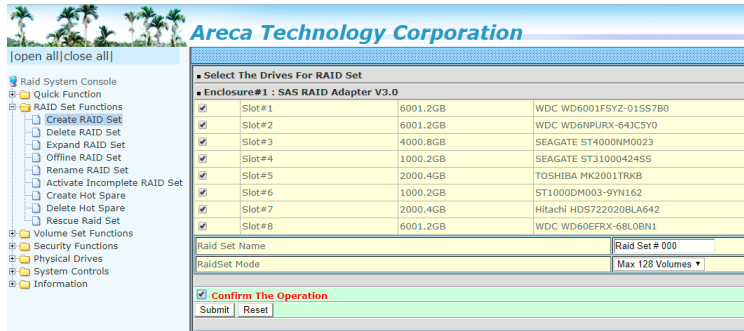 Areca Technology Corporation
|open all|close all|
Raid System Console
Quick Function
RAID Set Functions
Create RAID Set
Delete RAID Set
Expand RAID Set
Offline RAID Set
Rename RAID Set
Activate Incomplete RAID Set
Create Hot Spare
Delete Hot Spare
Rescue Raid Set
Volume Set Functions
Security Functions
Physical Drives
System Controls
Information
Select The Drives For RAID Set
Enclosure#1 : SAS RAID Adapter V3.0
Slot#1 6001.2GB WDC WD6001FSYZ-01SS7B0
Slot#2 6001.2GB WDC WD6NPURX-64JC5Y0
Slot#3 4000.8GB SEAGATE ST4000NM0023
Slot#4 1000.2GB SEAGATE ST31000424SS
Slot#5 2000.4GB TOSHIBA MK2001TRKB
Slot#6 1000.2GB ST1000DM003-9YN162
Slot#7 2000.4GB Hitachi HDS722020BLA642
Slot#8 6001.2GB WDC WD60EFRX-68L0BN1
Raid Set Name Raid Set # 000
RaidSet Mode Max 128 Volumes
Confirm The Operation
Submit Reset